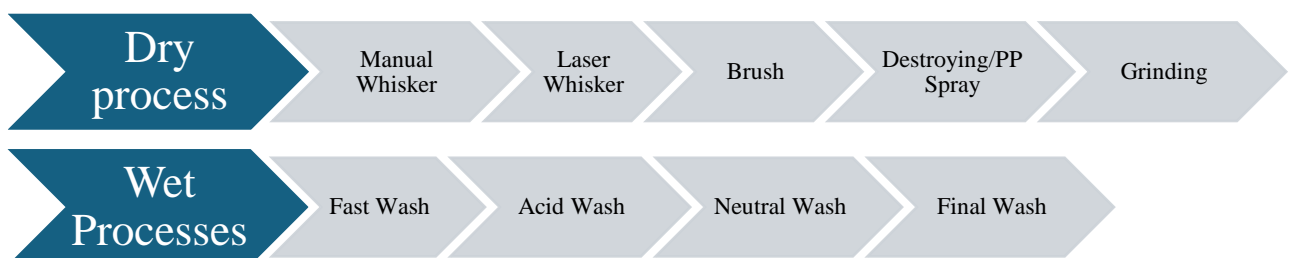 Dry
process
Manual
Whisker
Laser
Whisker
Brush
Destroying/PP
Spray
Grinding
Wet
Processes
Fast Wash
Acid Wash
Neutral Wash
Final Wash